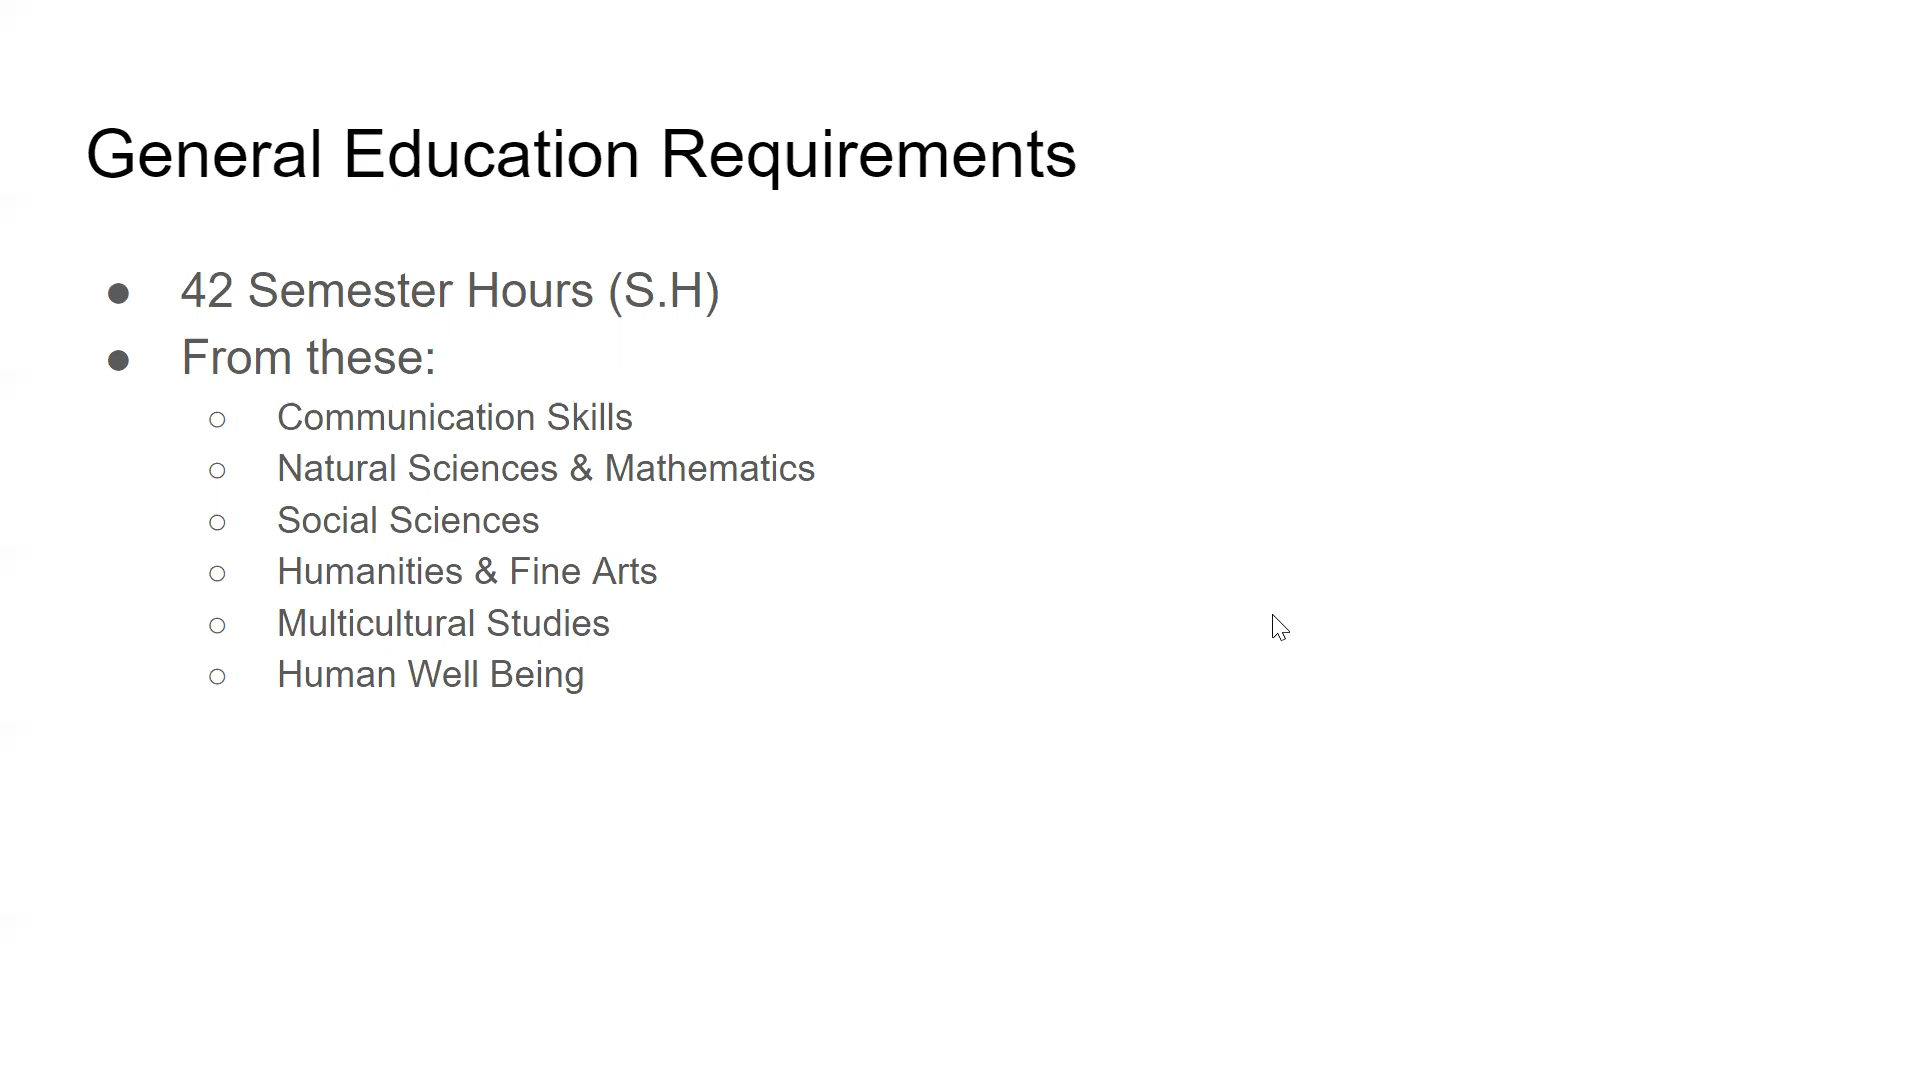 General Education Requirements
● 42 Semester Hours (S.H)
● From these:
○ Communication Skills
○ Natural Sciences & Mathematics
○ Social Sciences
○ Humanities & Fine Arts
○ Multicultural Studies
○ Human Well Being